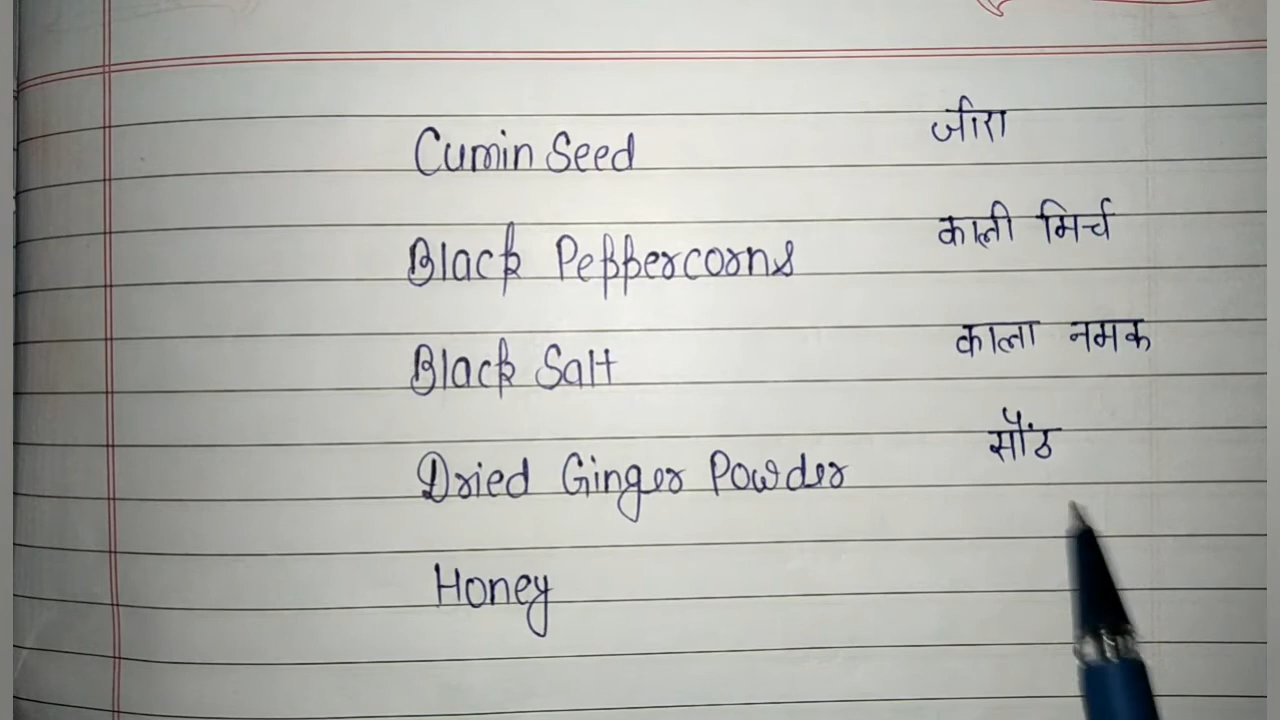 Cumin Seed जीरा
Black Peppercorns काली मिर्च
Black Salt काला नमक
Dried Ginger Powder सौंठ
Honey